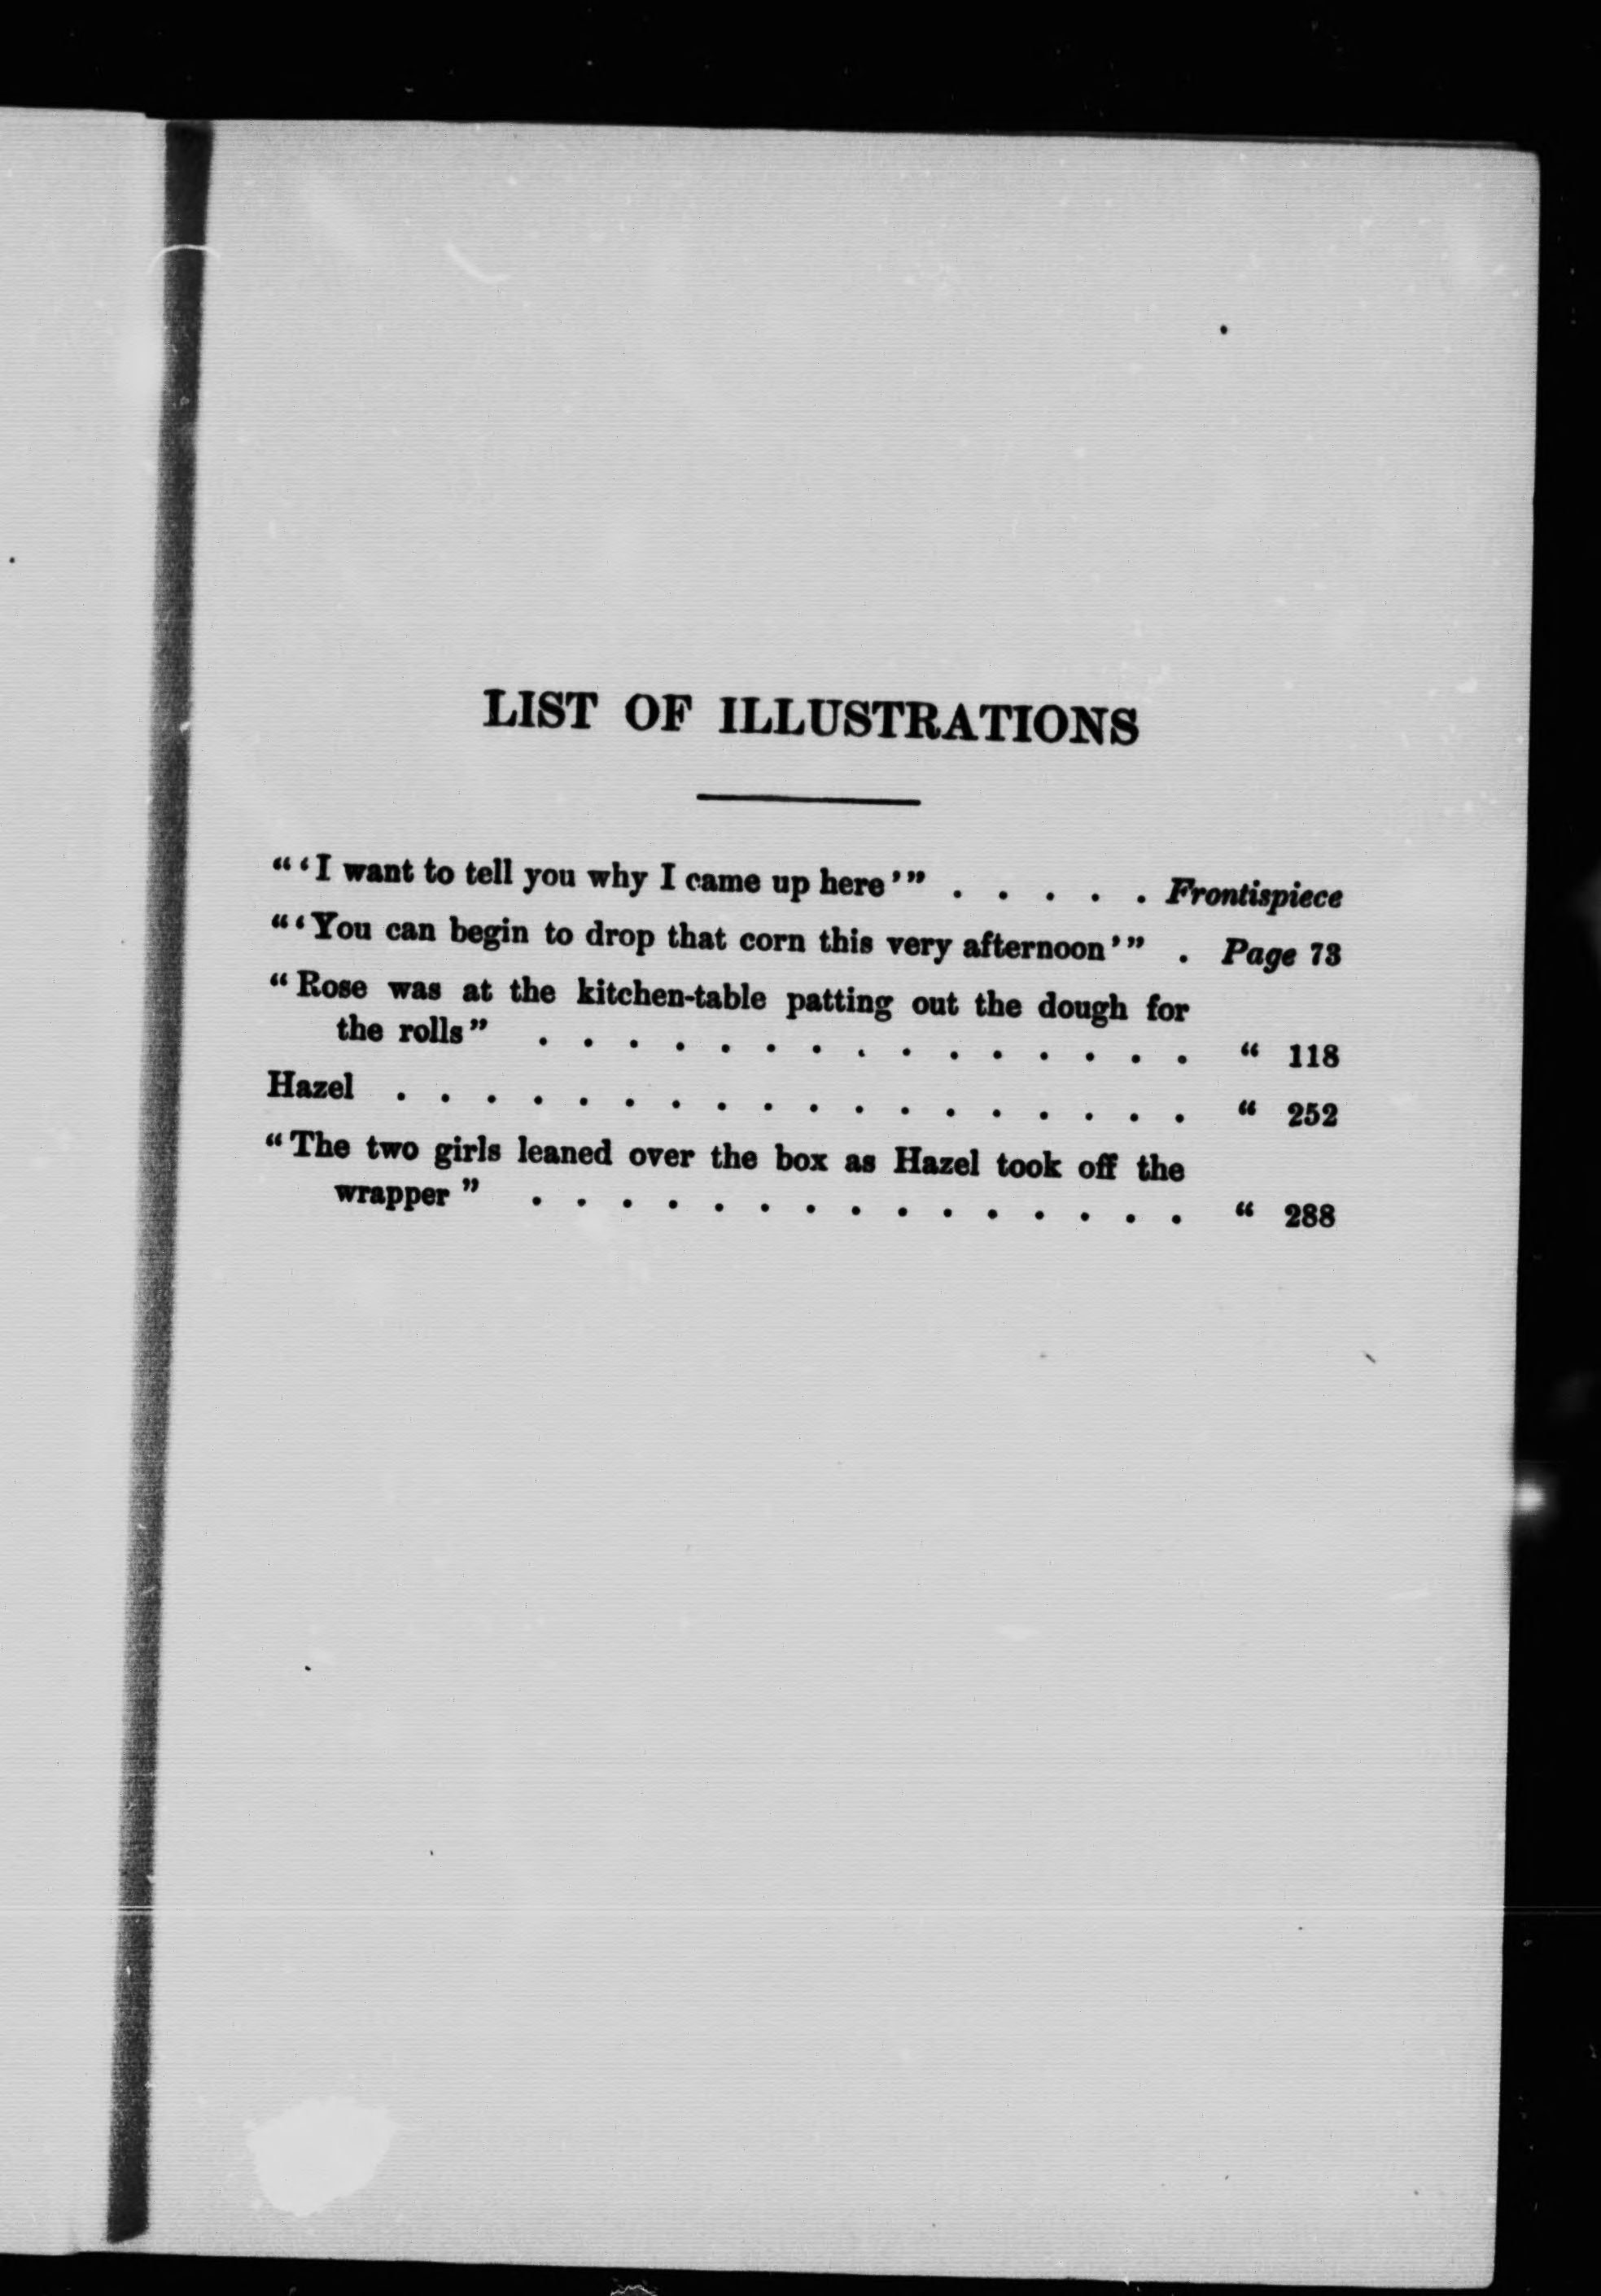 LIST OF ILLUSTRATIONS
“‘I want to tell you why I came up here’” . . . . . Frontispiece
“‘You can begin to drop that corn this very afternoon’” . Page 73
“Rose was at the kitchen-table patting out the dough for
the rolls” . . . . . . . . . . . . . . . “ 118
Hazel . . . . . . . . . . . . . . . . . . “ 252
“The two girls leaned over the box as Hazel took off the
wrapper” . . . . . . . . . . . . . . . “ 288